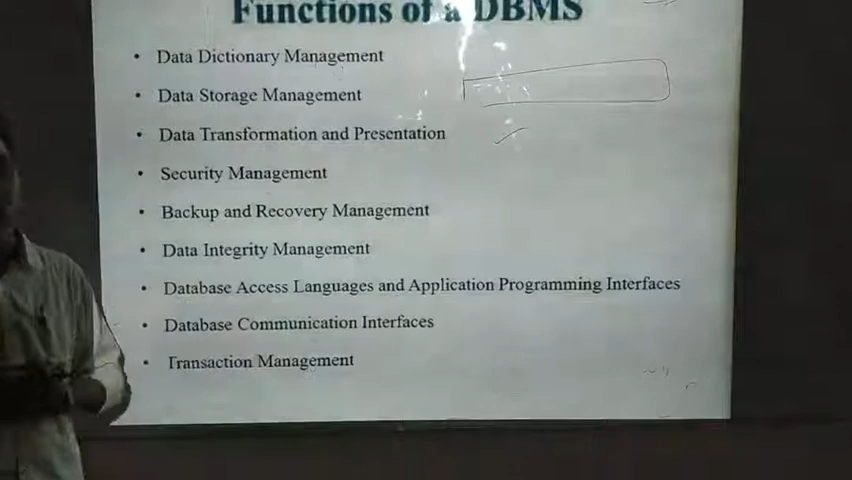 Functions of a DBMS
• Data Dictionary Management
• Data Storage Management
• Data Transformation and Presentation
• Security Management
• Backup and Recovery Management
• Data Integrity Management
• Database Access Languages and Application Programming Interfaces
• Database Communication Interfaces
• Transaction Management